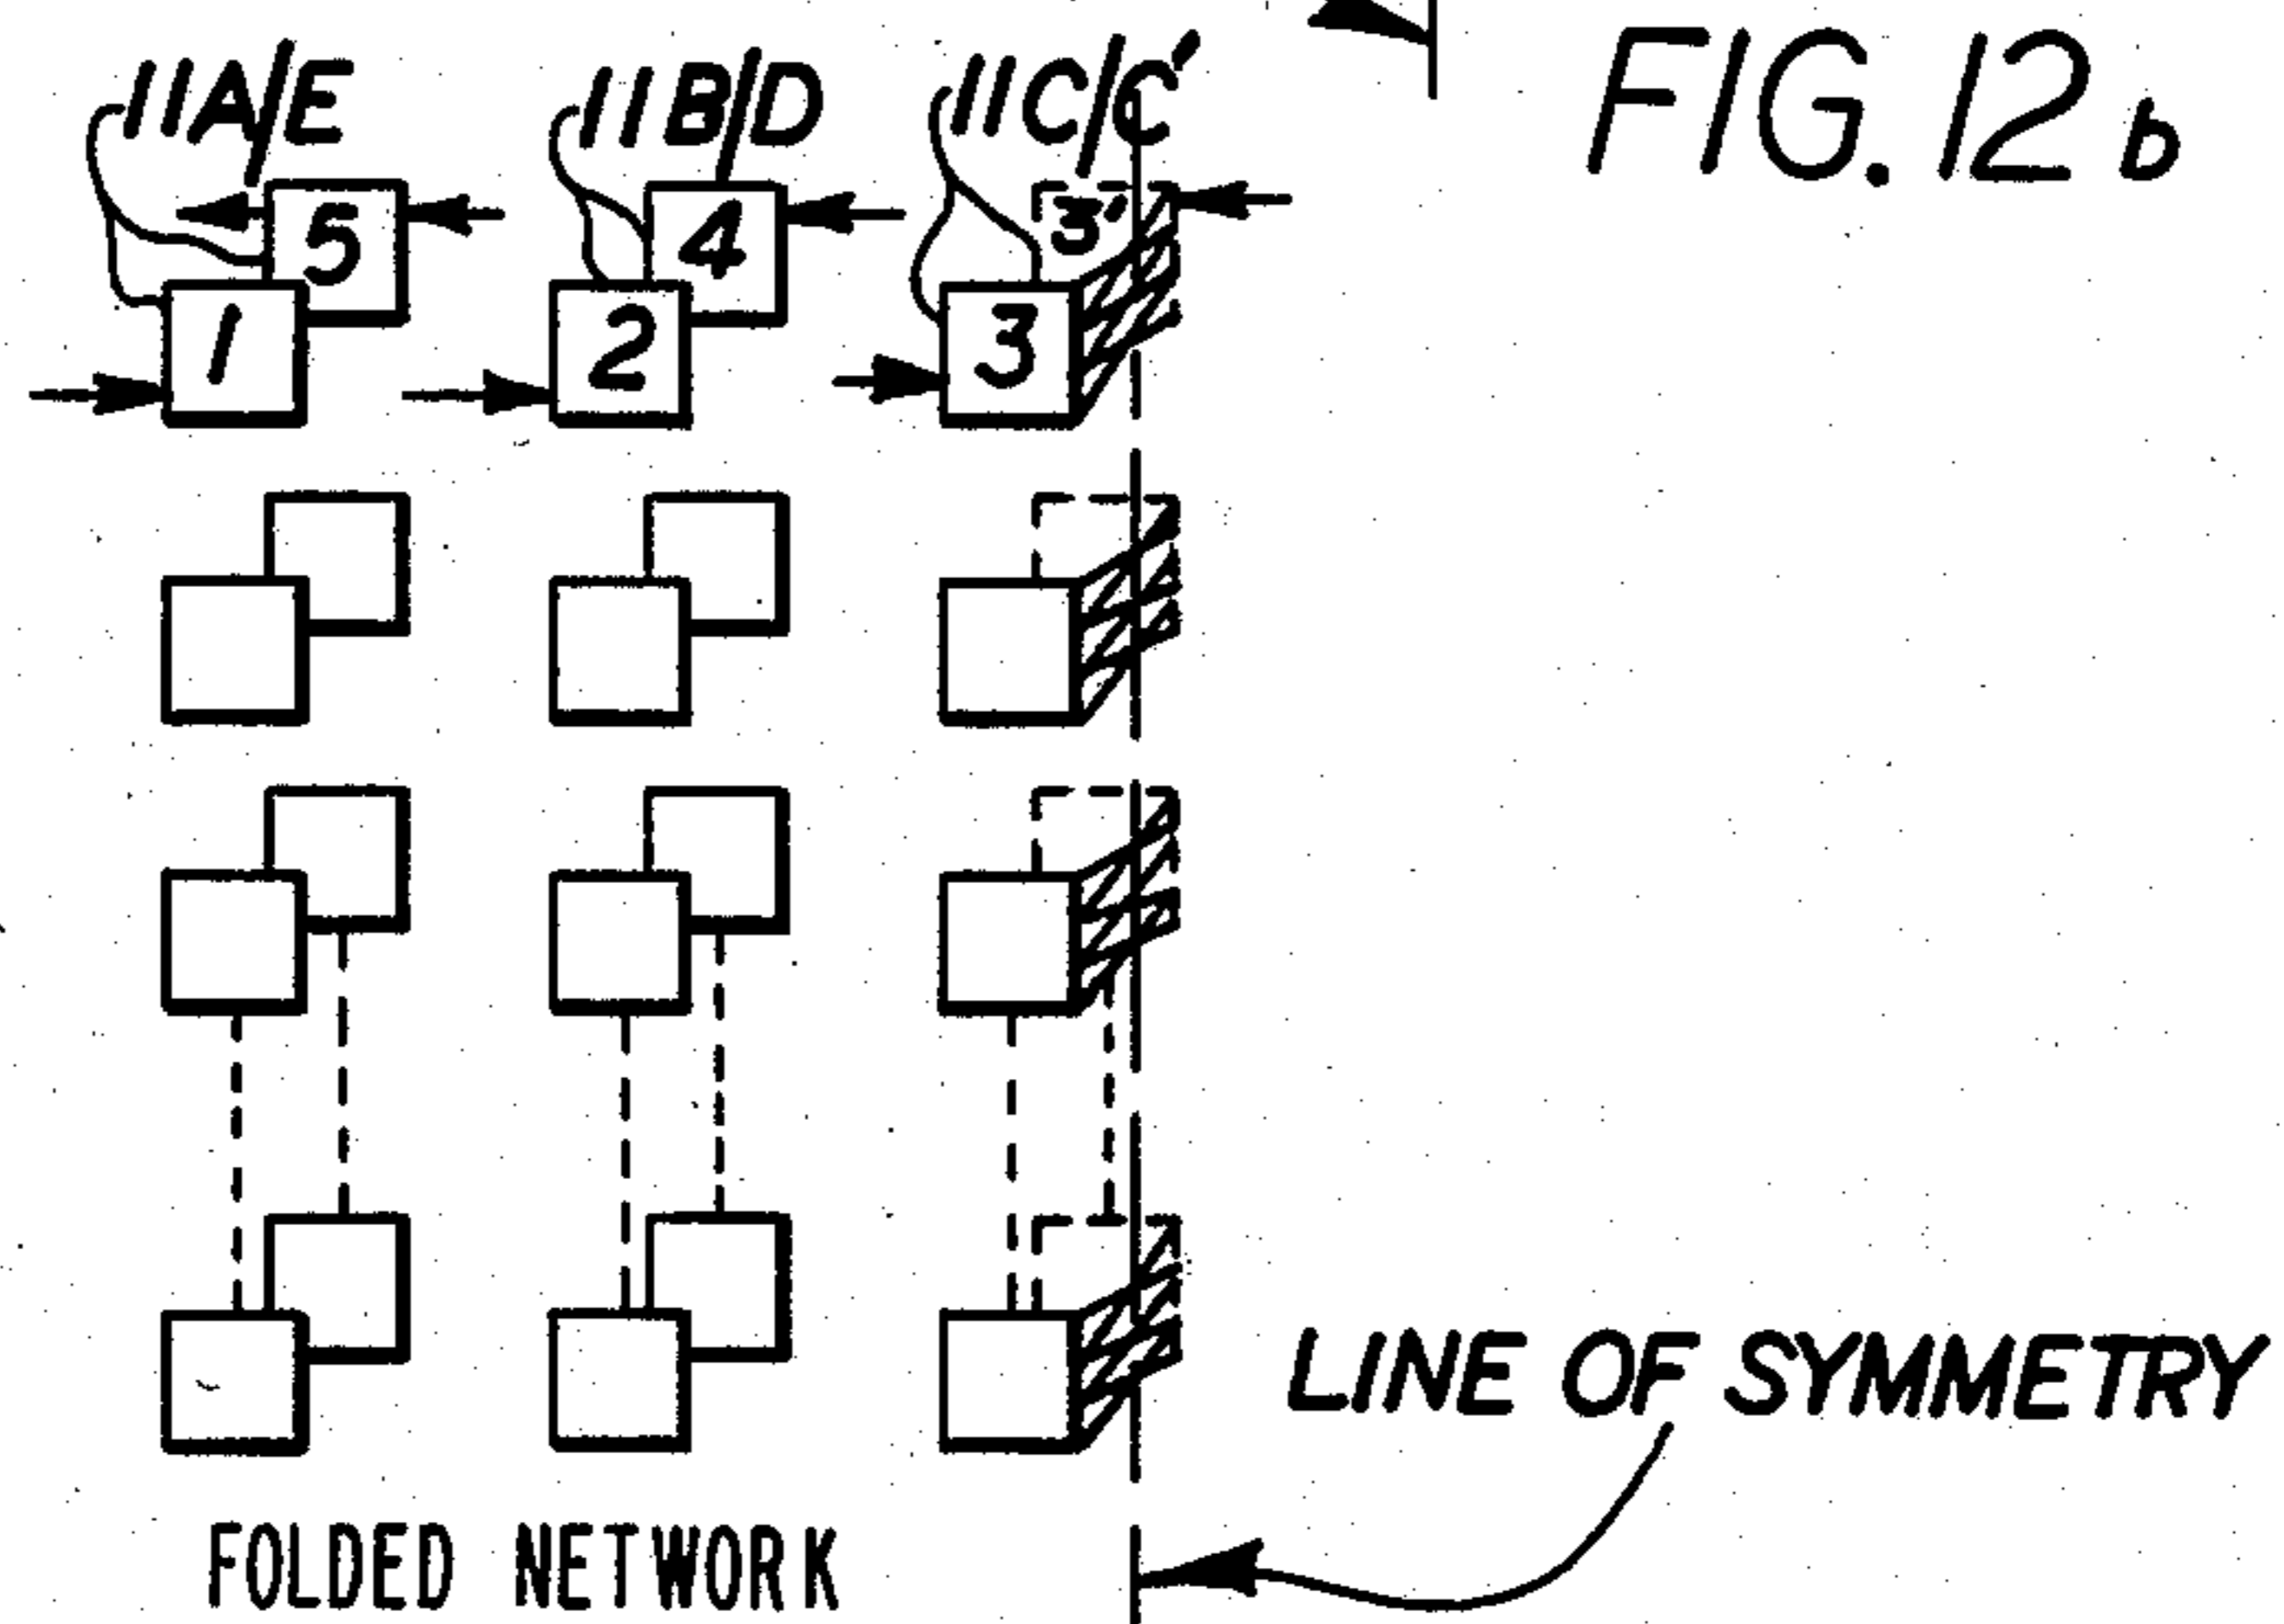 11A/E 11B/D 11C/C' FIG. 12b
5 4 3'
1 2 3
LINE OF SYMMETRY
FOLDED NETWORK